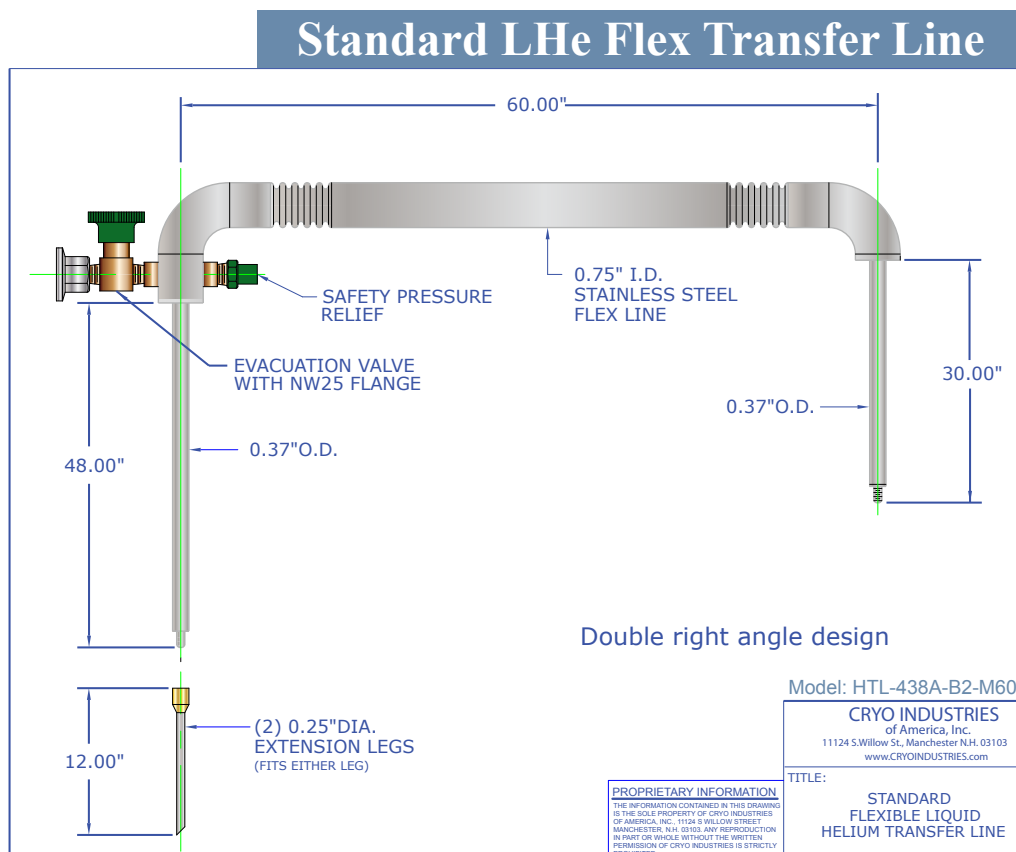 Standard LHe Flex Transfer Line
60.00"
0.75" I.D.
STAINLESS STEEL
FLEX LINE
SAFETY PRESSURE
RELIEF
EVACUATION VALVE
WITH NW25 FLANGE
30.00"
0.37"O.D.
0.37"O.D.
48.00"
Double right angle design
(2) 0.25"DIA.
EXTENSION LEGS
(FITS EITHER LEG)
12.00"
Model: HTL-438A-B2-M60
CRYO INDUSTRIES
of America, Inc.
11124 S.Willow St., Manchester N.H. 03103
www.CRYOINDUSTRIES.com
TITLE:
STANDARD
FLEXIBLE LIQUID
HELIUM TRANSFER LINE
PROPRIETARY INFORMATION
THE INFORMATION CONTAINED IN THIS DRAWING
IS THE SOLE PROPERTY OF CRYO INDUSTRIES
OF AMERICA, INC., 11124 S WILLOW STREET
MANCHESTER, N.H. 03103. ANY REPRODUCTION
IN PART OR WHOLE WITHOUT THE WRITTEN
PERMISSION OF CRYO INDUSTRIES IS STRICTLY